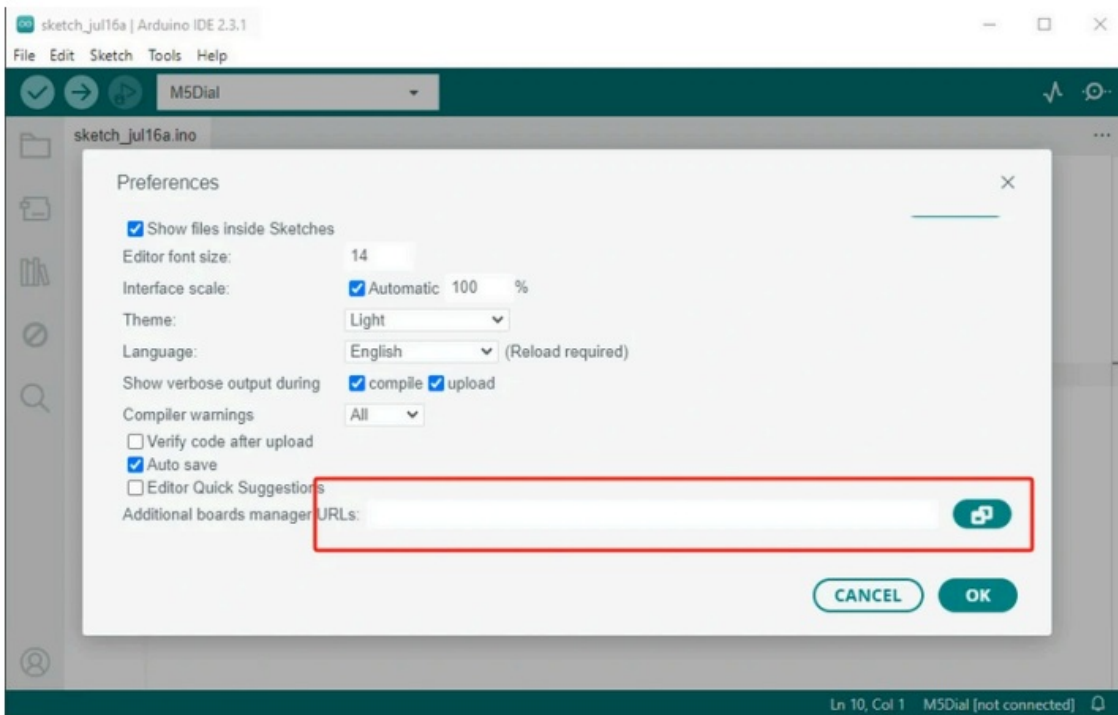 sketch_jul16a | Arduino IDE 2.3.1
File Edit Sketch Tools Help
M5Dial
sketch_jul16a.ino
Preferences
Show files inside Sketches
Editor font size: 14
Interface scale: Automatic 100 %
Theme: Light
Language: English (Reload required)
Show verbose output during compile upload
Compiler warnings All
Verify code after upload
Auto save
Editor Quick Suggestions
Additional boards manager URLs:
CANCEL OK
Ln 10, Col 1 M5Dial [not connected]